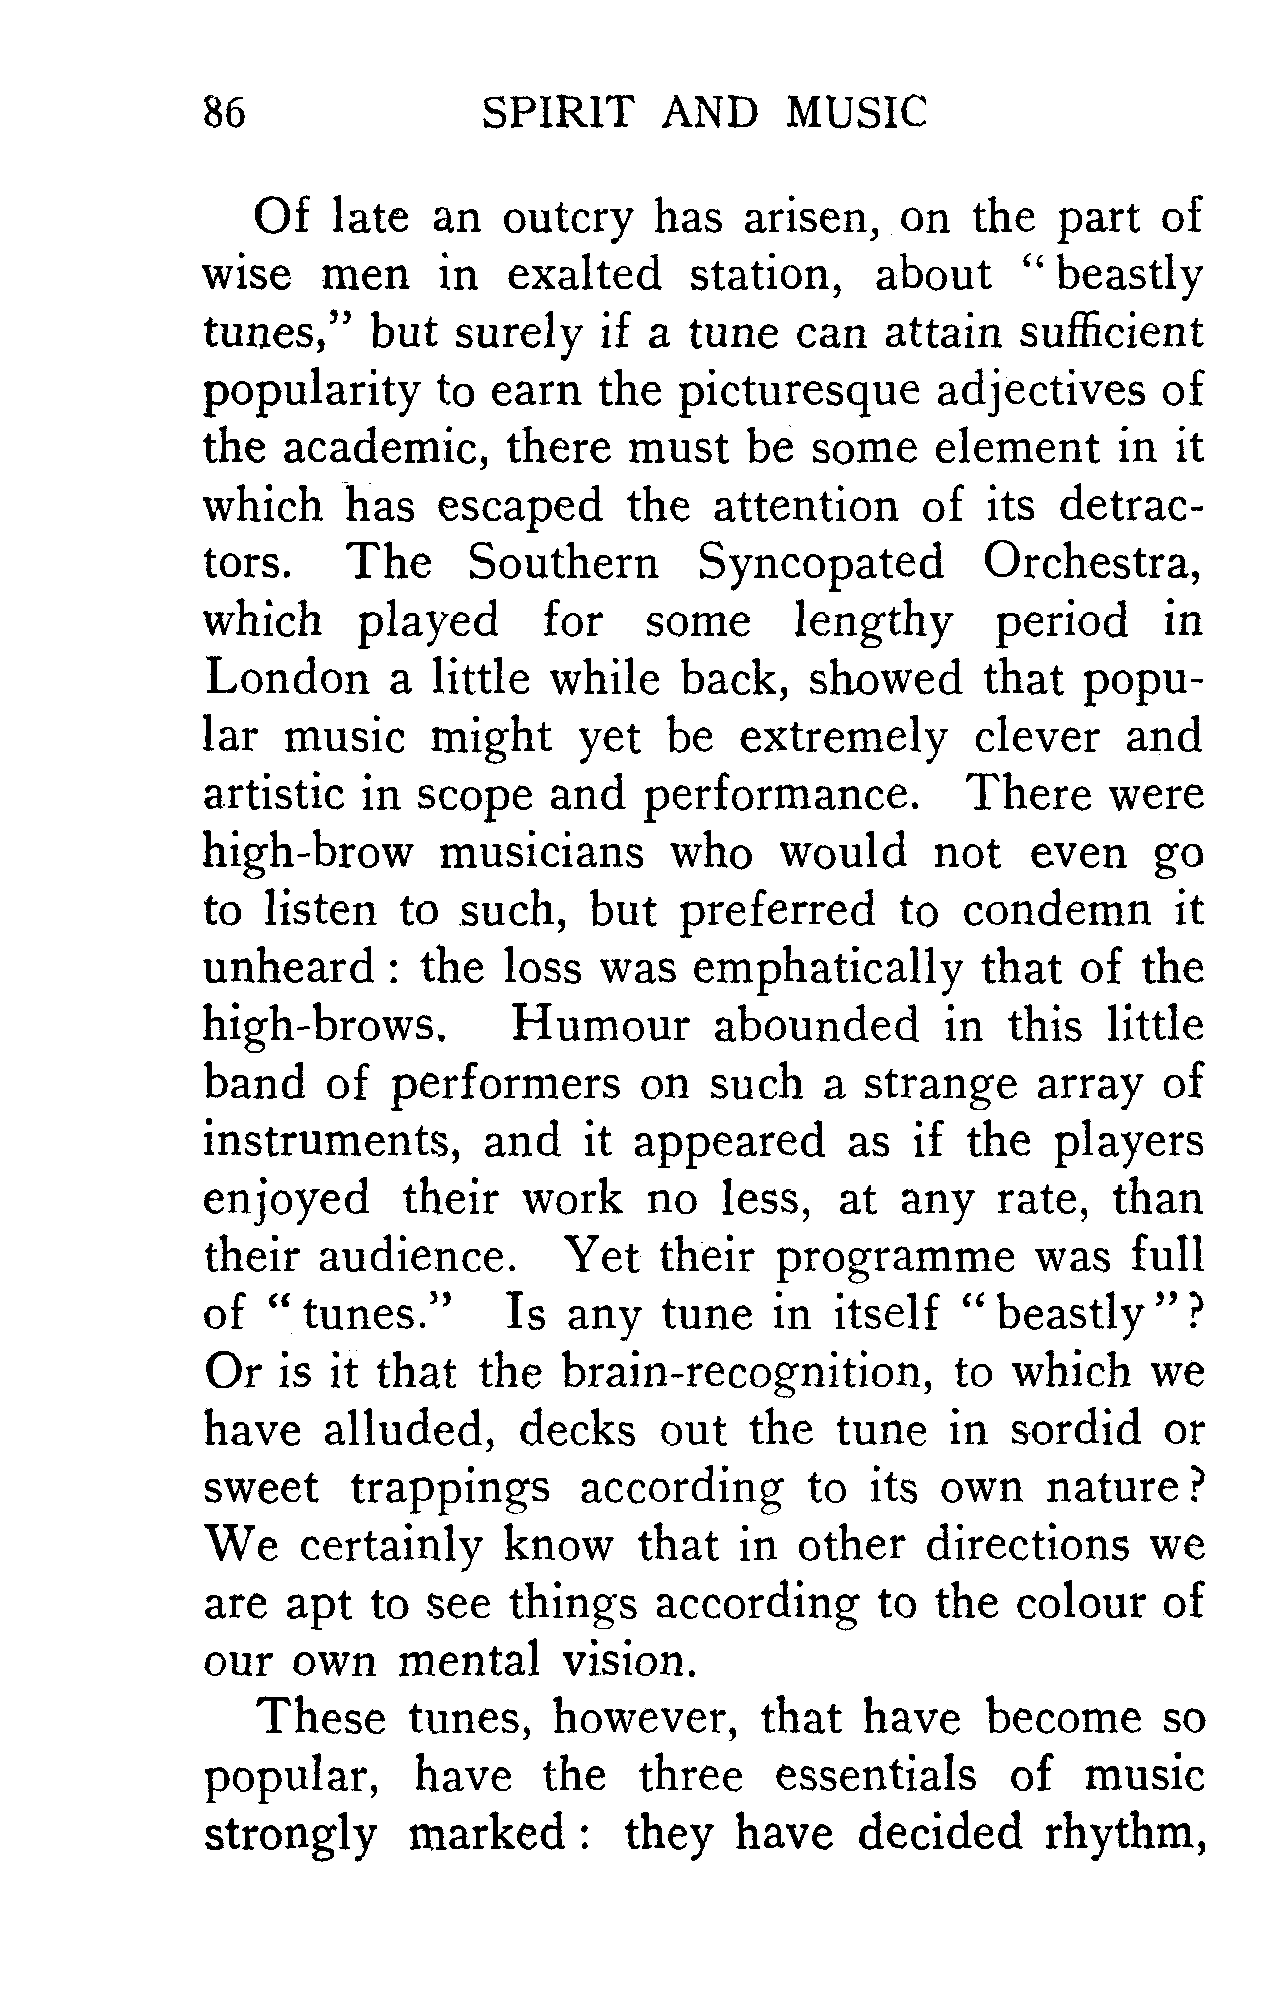 86 SPIRIT AND MUSIC
Of late an outcry has arisen, on the part of
wise men in exalted station, about “ beastly
tunes,” but surely if a tune can attain sufficient
popularity to earn the picturesque adjectives of
the academic, there must be some element in it
which has escaped the attention of its detrac-
tors. The Southern Syncopated Orchestra,
which played for some lengthy period in
London a little while back, showed that popu-
lar music might yet be extremely clever and
artistic in scope and performance. There were
high-brow musicians who would not even go
to listen to such, but preferred to condemn it
unheard : the loss was emphatically that of the
high-brows. Humour abounded in this little
band of performers on such a strange array of
instruments, and it appeared as if the players
enjoyed their work no less, at any rate, than
their audience. Yet their programme was full
of “ tunes.” Is any tune in itself “ beastly ” ?
Or is it that the brain-recognition, to which we
have alluded, decks out the tune in sordid or
sweet trappings according to its own nature ?
We certainly know that in other directions we
are apt to see things according to the colour of
our own mental vision.
These tunes, however, that have become so
popular, have the three essentials of music
strongly marked : they have decided rhythm,